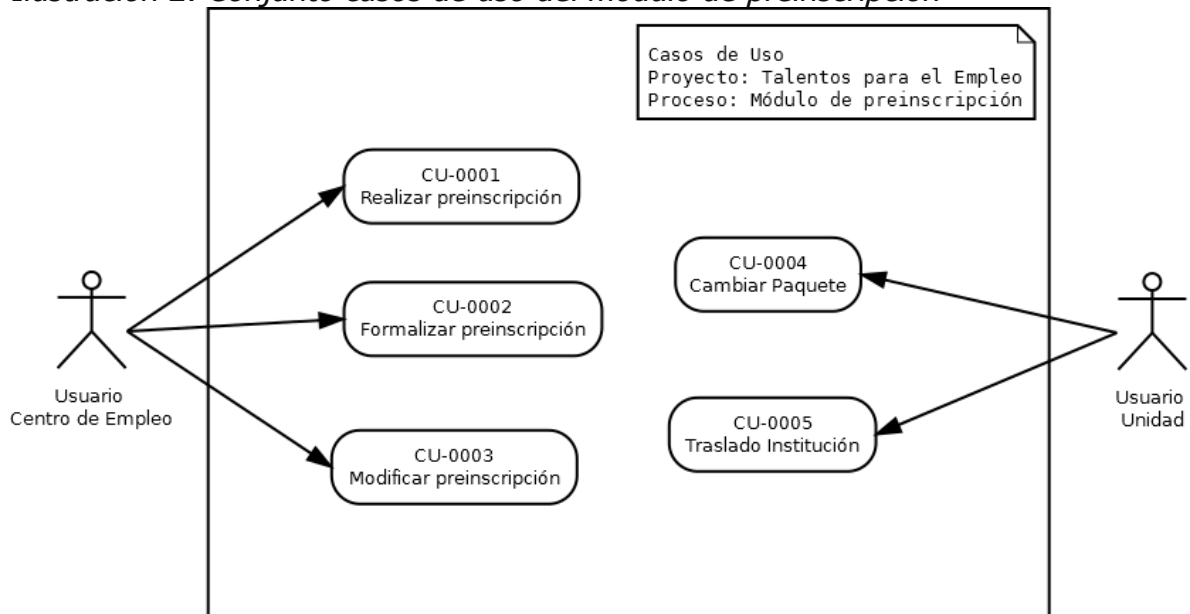 Ilustración 2: Conjunto casos de uso del módulo de preinscripción
Casos de Uso
Proyecto: Talentos para el Empleo
Proceso: Módulo de preinscripción
CU-0001
Realizar preinscripción
CU-0002
Formalizar preinscripción
CU-0003
Modificar preinscripción
CU-0004
Cambiar Paquete
CU-0005
Traslado Institución
Usuario
Centro de Empleo
Usuario
Unidad